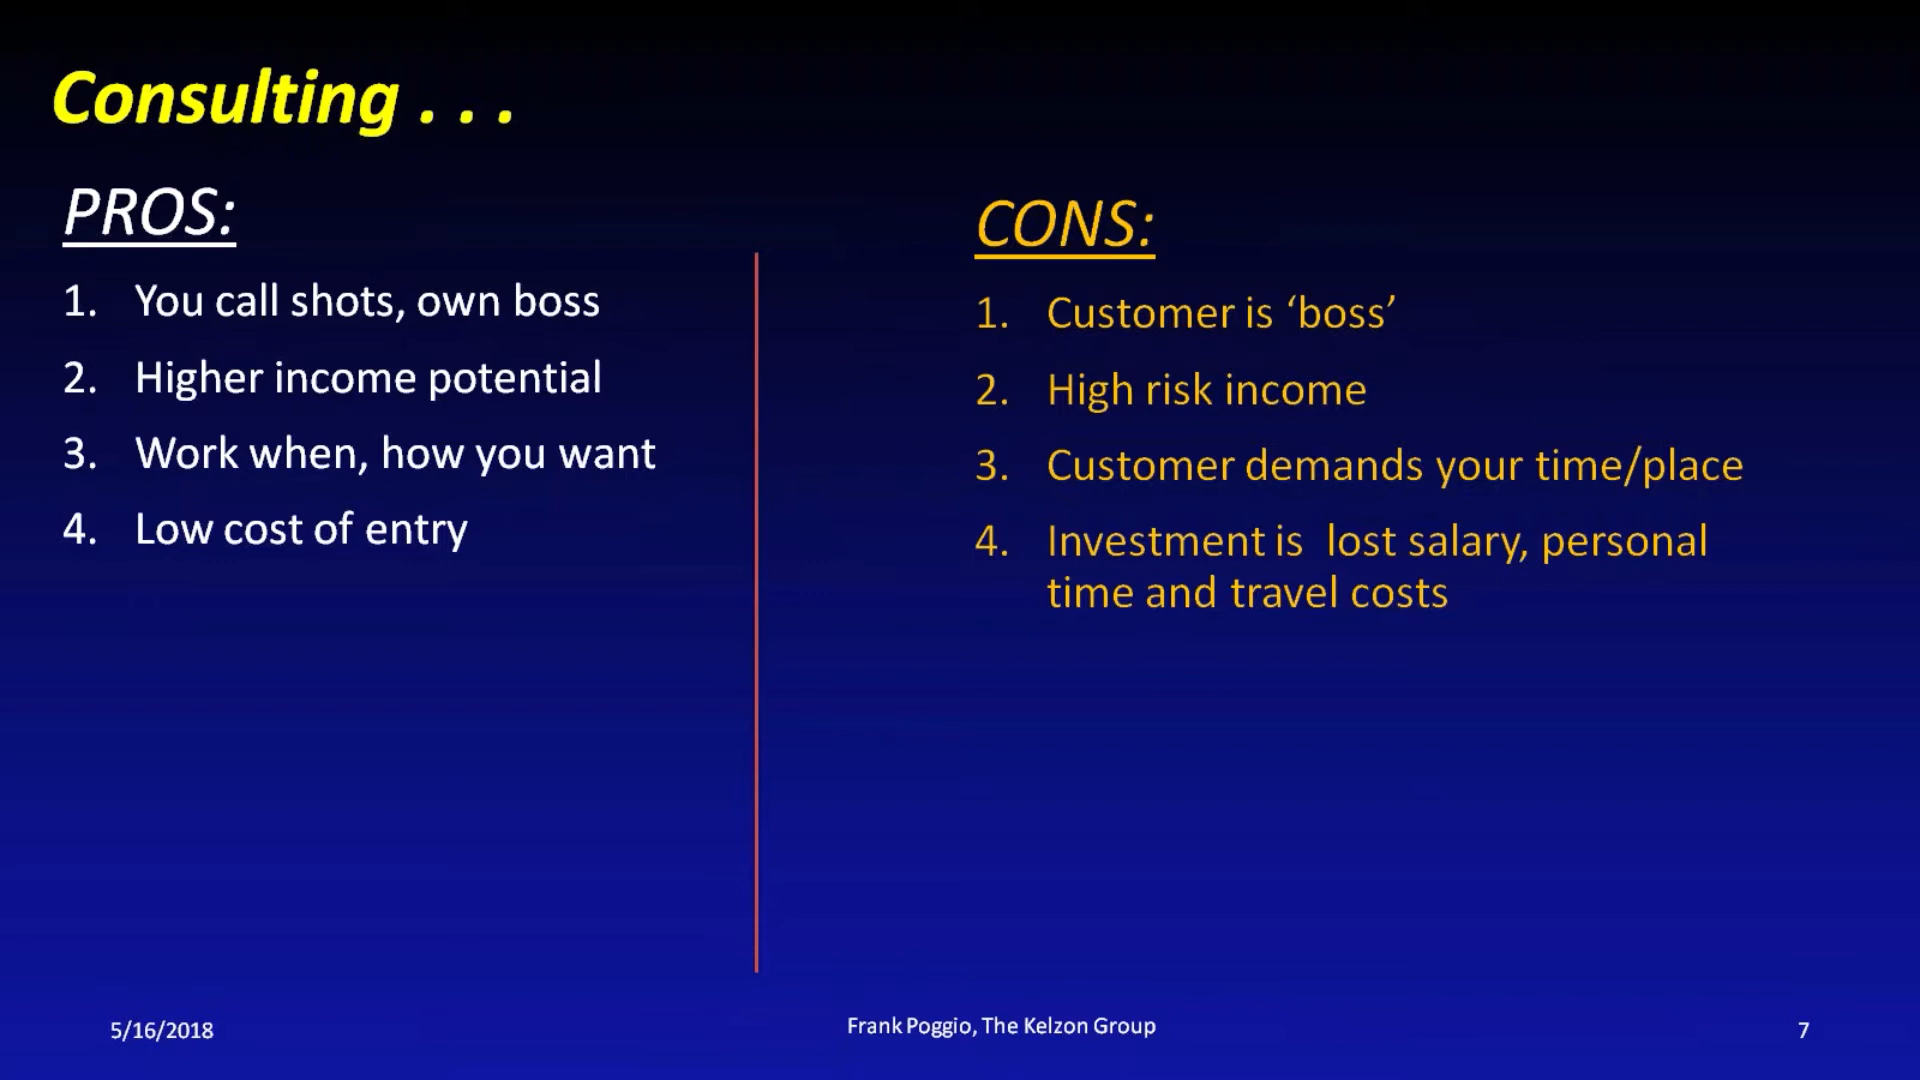 Consulting . . .
PROS:
1. You call shots, own boss
2. Higher income potential
3. Work when, how you want
4. Low cost of entry
CONS:
1. Customer is ‘boss’
2. High risk income
3. Customer demands your time/place
4. Investment is  lost salary, personal
time and travel costs
5/16/2018
Frank Poggio, The Kelzon Group
7